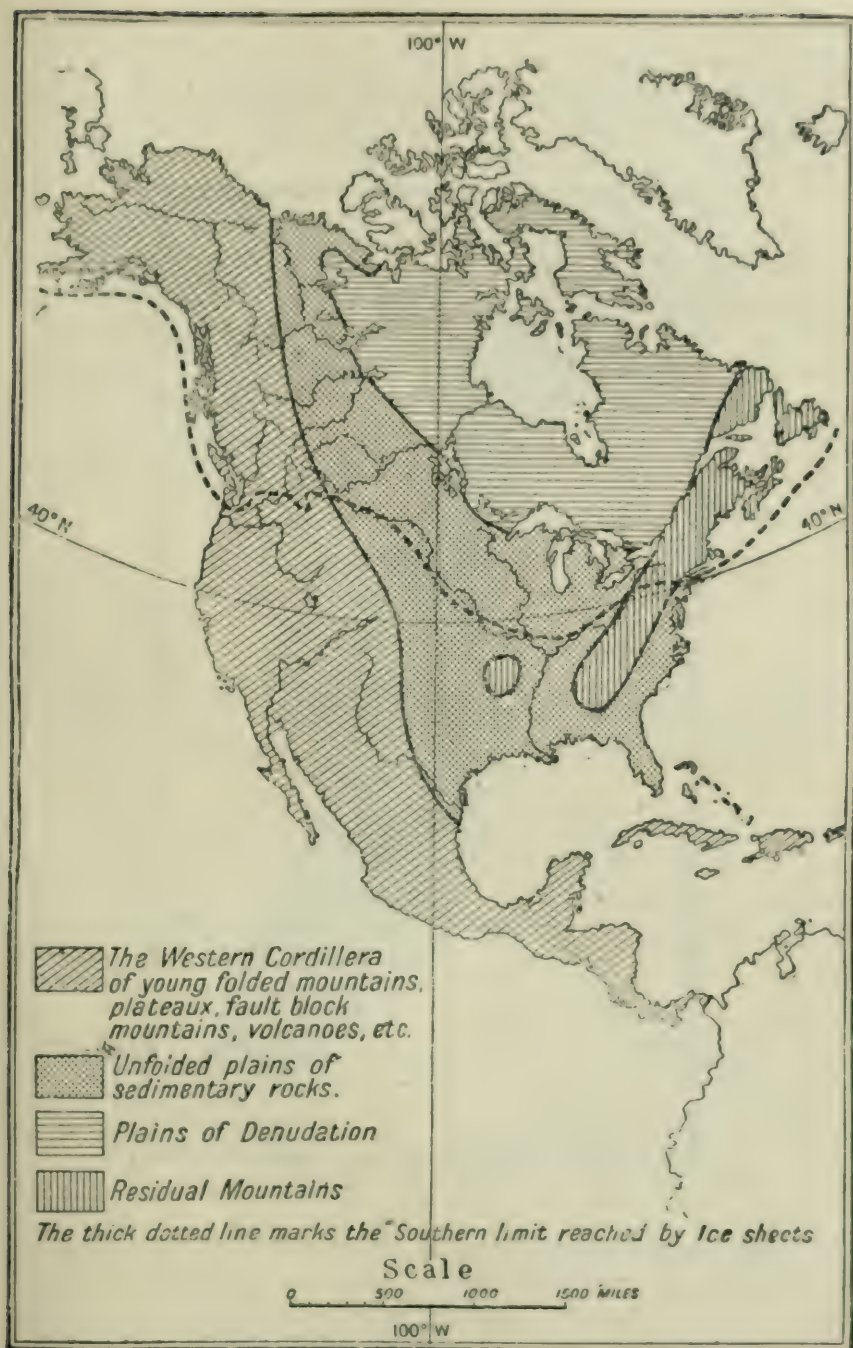 100° W
40° N
40° N
The Western Cordillera
of young folded mountains,
plateaux, fault block
mountains, volcanoes, etc.
Unfolded plains of
sedimentary rocks.
Plains of Denudation
Residual Mountains
The thick dotted line marks the Southern limit reached by Ice sheets
Scale
0 500 1000 1500 MILES
100° W